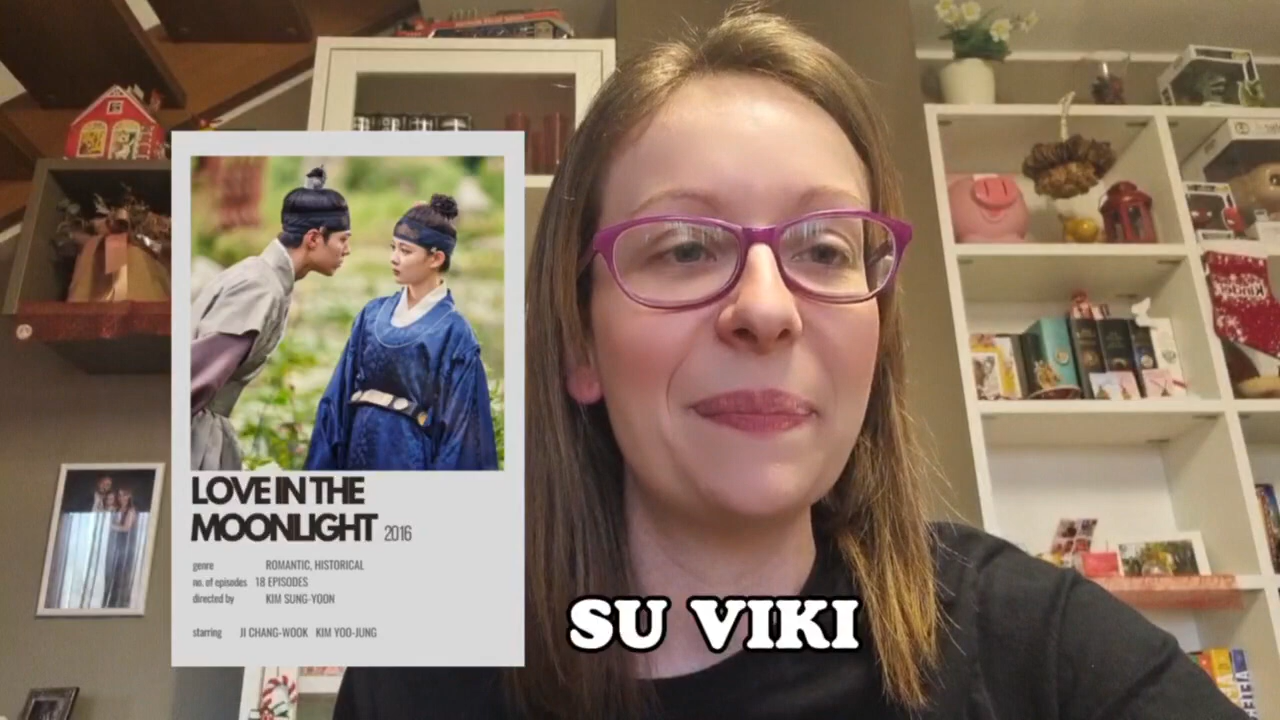 LOVE IN THE
MOONLIGHT 2016
genre ROMANTIC, HISTORICAL
no. of episodes 18 EPISODES
directed by KIM SUNG-YOON
starring JI CHANG-WOOK KIM YOO-JUNG
SU VIKI